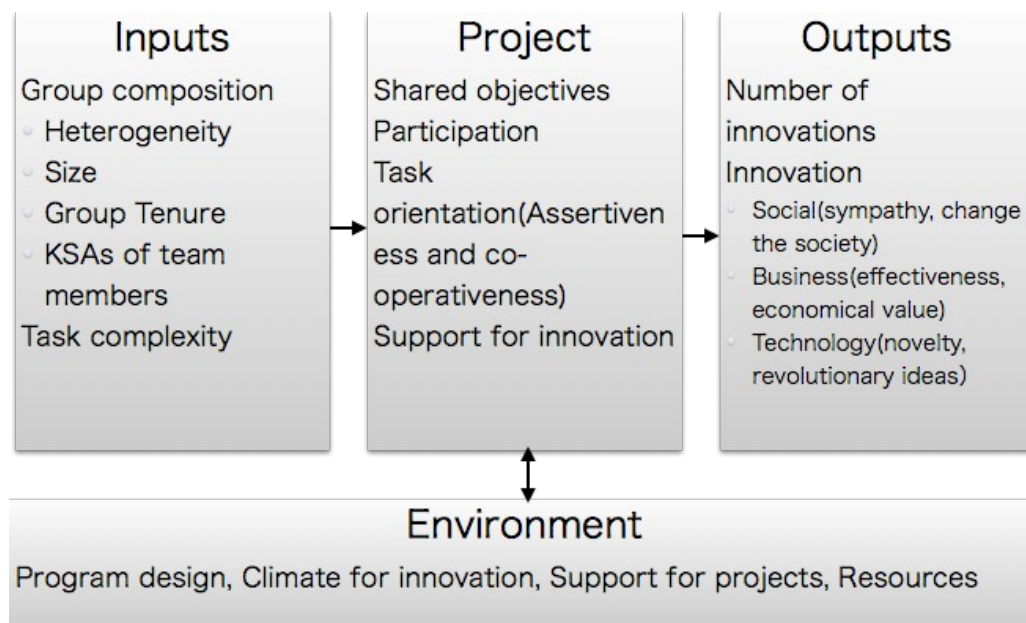 Inputs
Group composition
Heterogeneity
Size
Group Tenure
KSAs of team
members
Task complexity
Project
Shared objectives
Participation
Task
orientation(Assertiven
ess and co-
operativeness)
Support for innovation
Outputs
Number of
innovations
Innovation
Social(sympathy, change
the society)
Business(effectiveness,
economical value)
Technology(novelty,
revolutionary ideas)
Environment
Program design, Climate for innovation, Support for projects, Resources